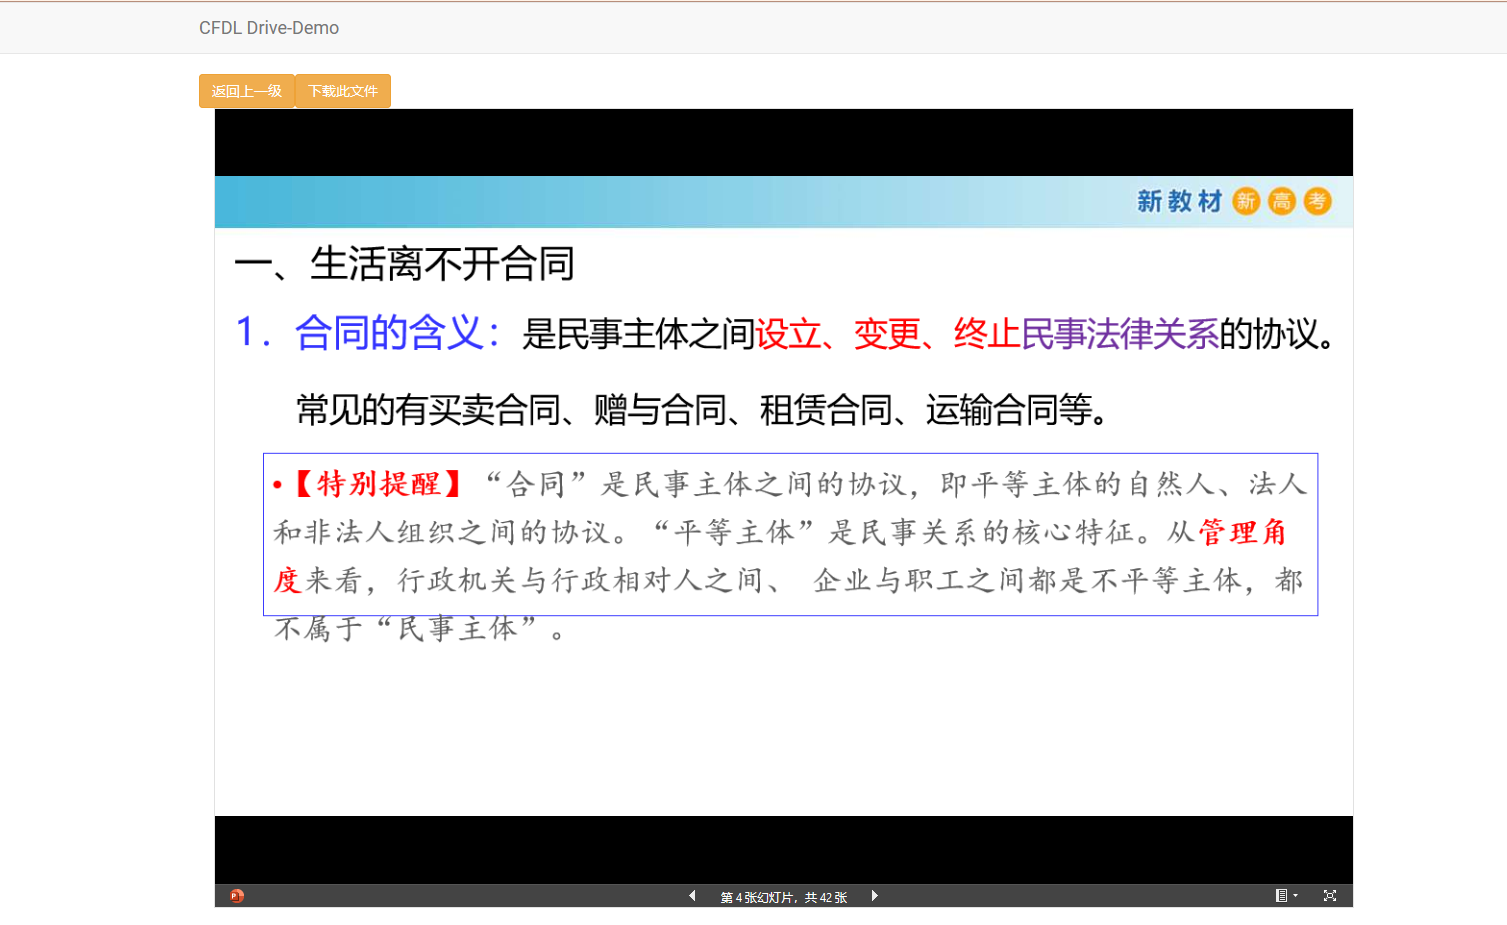 CFDL Drive-Demo
返回上一级 下载此文件
新教材 新高考
一、生活离不开合同
1. 合同的含义：是民事主体之间设立、变更、终止民事法律关系的协议。
常见的有买卖合同、赠与合同、租赁合同、运输合同等。
•【特别提醒】“合同”是民事主体之间的协议，即平等主体的自然人、法人
和非法人组织之间的协议。“平等主体”是民事关系的核心特征。从管理角
度来看，行政机关与行政相对人之间、 企业与职工之间都是不平等主体，都
不属于“民事主体”。
第 4 张幻灯片，共 42 张